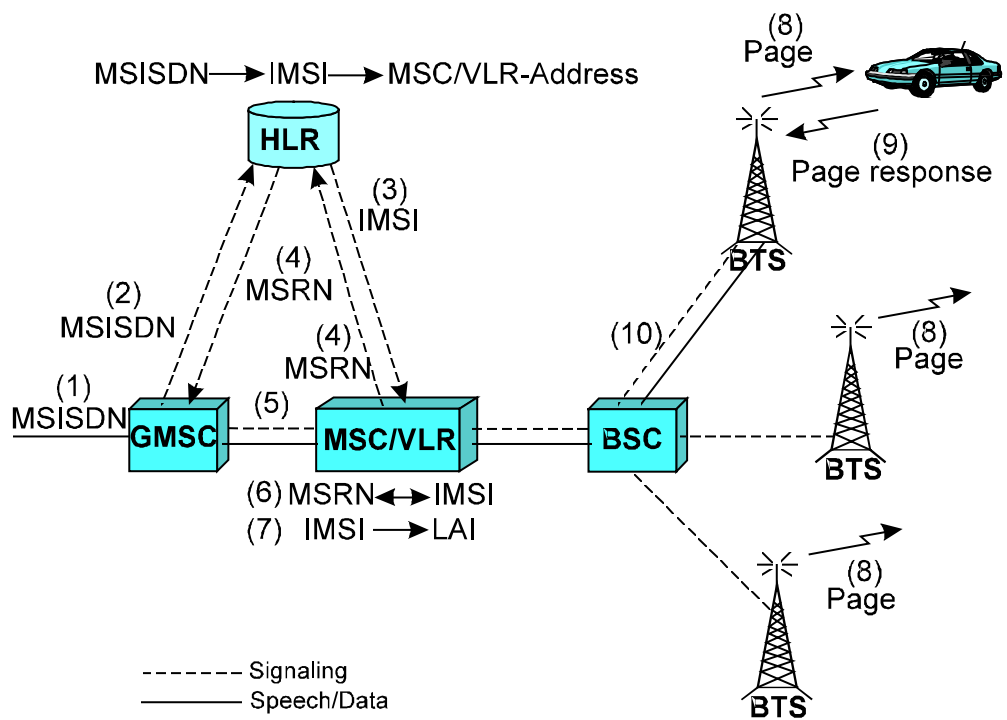 (8)
Page
MSISDN → IMSI → MSC/VLR-Address
HLR
(9)
Page response
(3)
IMSI
(4)
MSRN
(2)
MSISDN
BTS
(8)
Page
(10)
(4)
MSRN
(1)
MSISDN
(5)
GMSC
MSC/VLR
BSC
BTS
(6) MSRN ↔ IMSI
(7) IMSI → LAI
(8)
Page
BTS
Signaling
Speech/Data